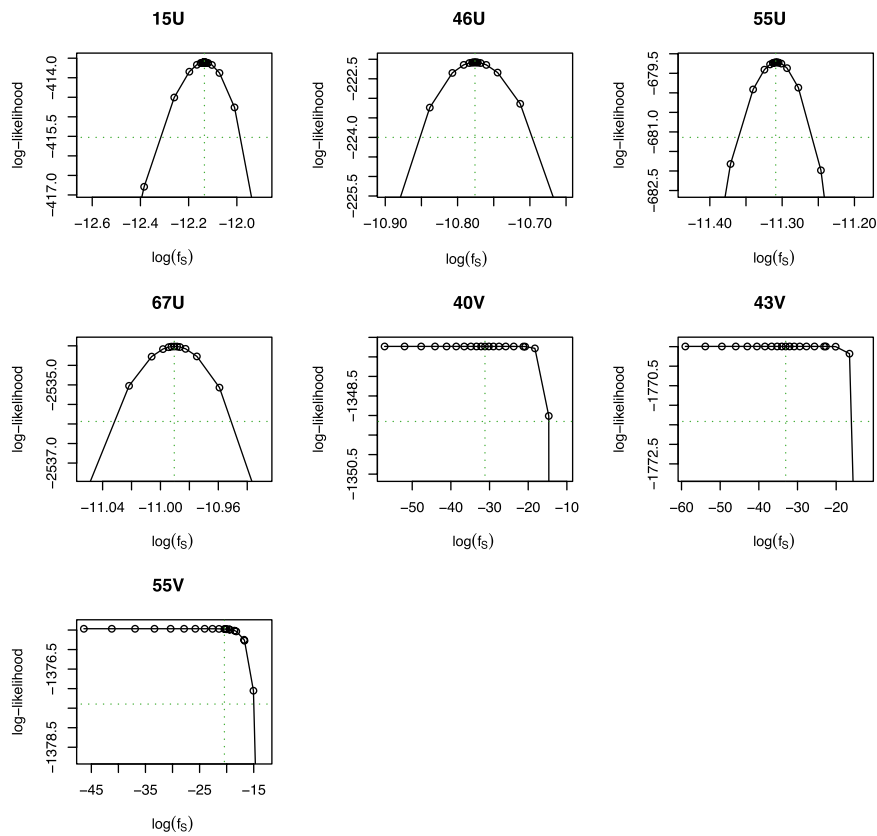 15U
46U
55U
log−likelihood
−417.0
−415.5
−414.0
−12.6
−12.4
−12.2
−12.0
log(fS)
log−likelihood
−225.5
−224.0
−222.5
−10.90
−10.80
−10.70
log(fS)
log−likelihood
−682.5
−681.0
−679.5
−11.40
−11.30
−11.20
log(fS)
67U
40V
43V
log−likelihood
−2537.0
−2535.0
−11.04
−11.00
−10.96
log(fS)
log−likelihood
−1350.5
−1348.5
−50
−40
−30
−20
−10
log(fS)
log−likelihood
−1772.5
−1770.5
−60
−50
−40
−30
−20
log(fS)
55V
log−likelihood
−1378.5
−1376.5
−45
−35
−25
−15
log(fS)